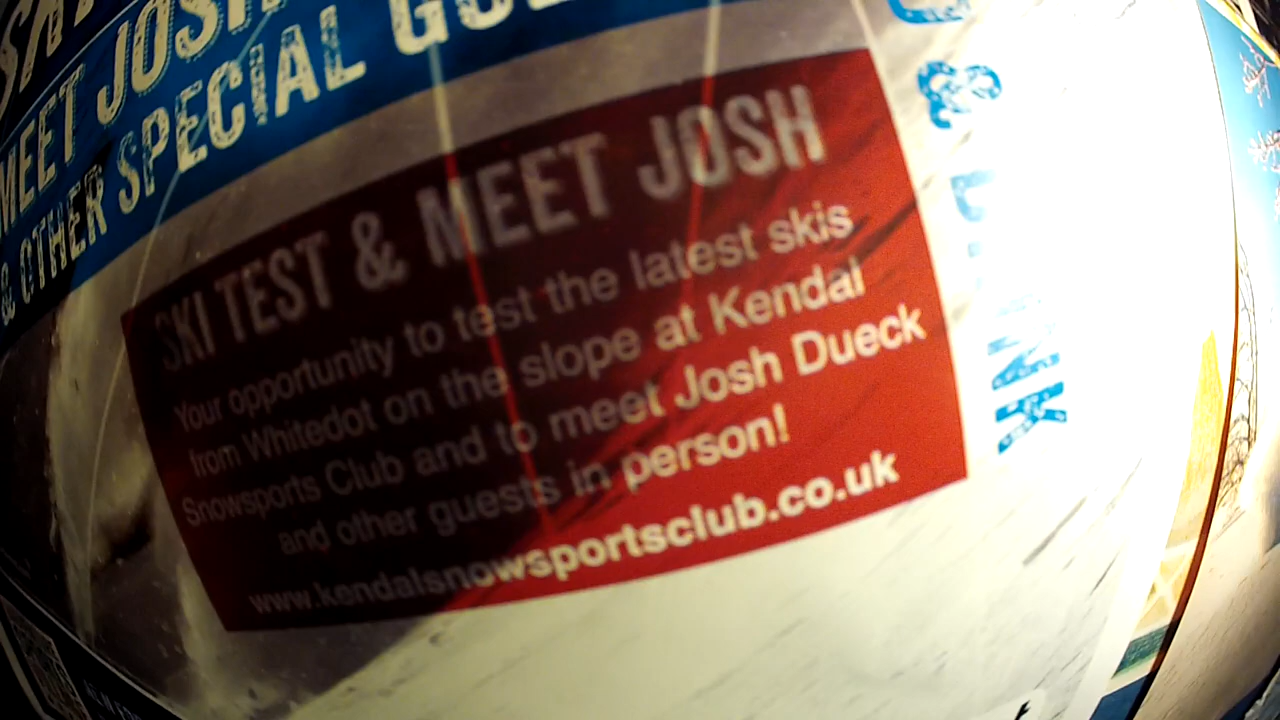 MEET JOSH
& OTHER SPECIAL
SKI TEST & MEET JOSH
Your opportunity to test the latest skis
from Whitedot on the slope at Kendal
Snowsports Club and to meet Josh Dueck
and other guests in person!
www.kendalsnowsportsclub.co.uk